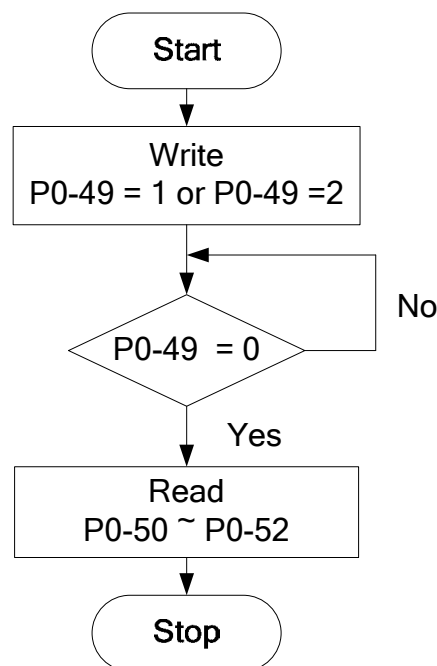 Start
Write
P0-49 = 1 or P0-49 =2
No
P0-49 = 0
Yes
Read
P0-50 ~ P0-52
Stop